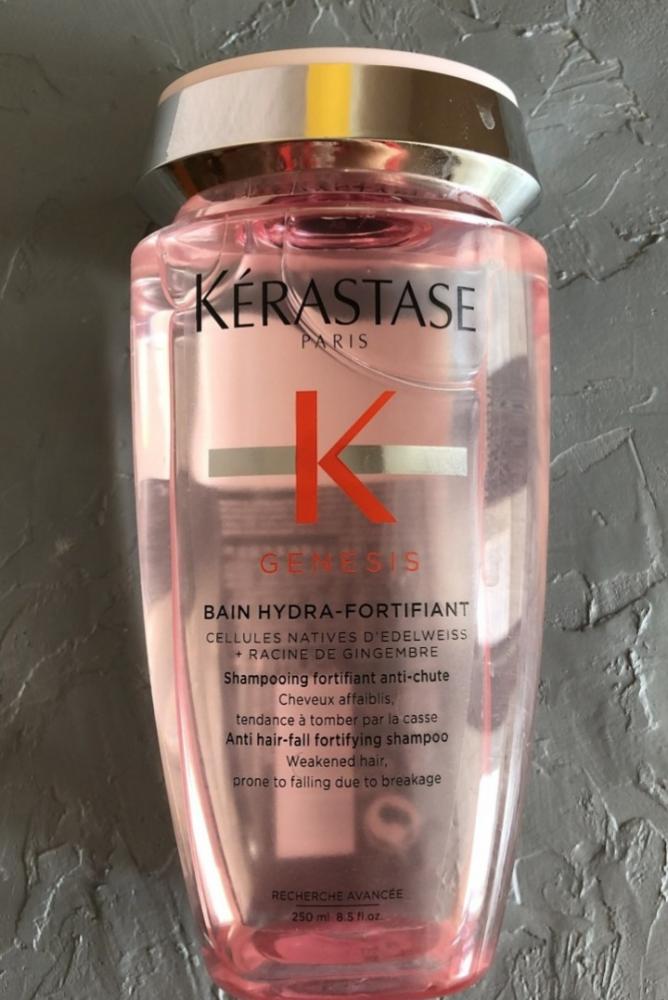 KÉRASTASE
PARIS
K
GENESIS
BAIN HYDRA-FORTIFIANT
CELLULES NATIVES D'EDELWEISS
+ RACINE DE GINGEMBRE
Shampooing fortifiant anti-chute
Cheveux affaiblis,
tendance à tomber par la casse
Anti hair-fall fortifying shampoo
Weakened hair,
prone to falling due to breakage
RECHERCHE AVANCÉE
250 ml 8.5 fl.oz.